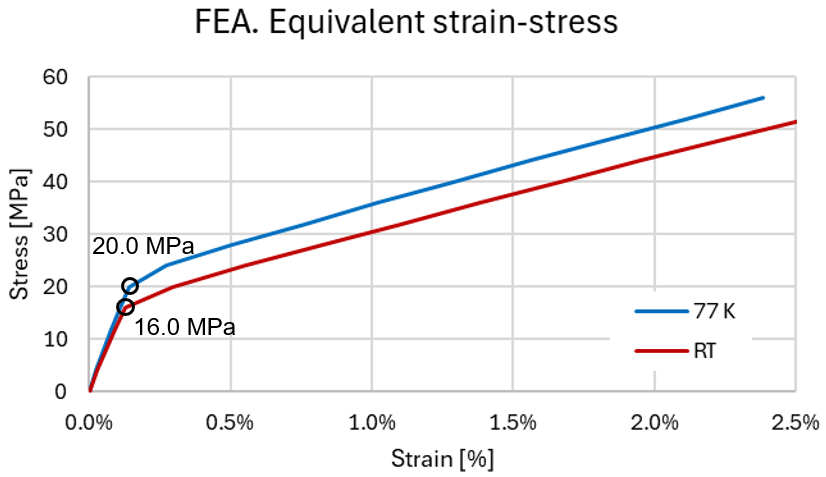 FEA. Equivalent strain-stress
Stress [MPa]
60
50
40
30
20
10
0
20.0 MPa
16.0 MPa
77 K
RT
0.0%
0.5%
1.0%
1.5%
2.0%
2.5%
Strain [%]